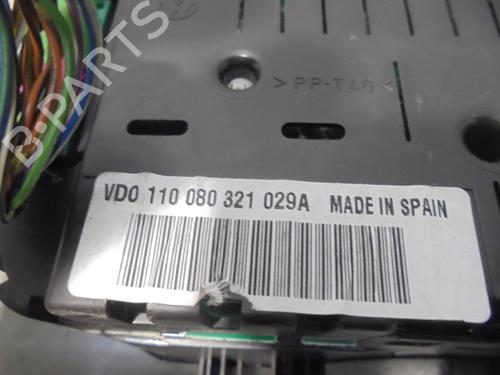 >PP-T40<
VDO 110 080 321 029A MADE IN SPAIN
B-PARTS